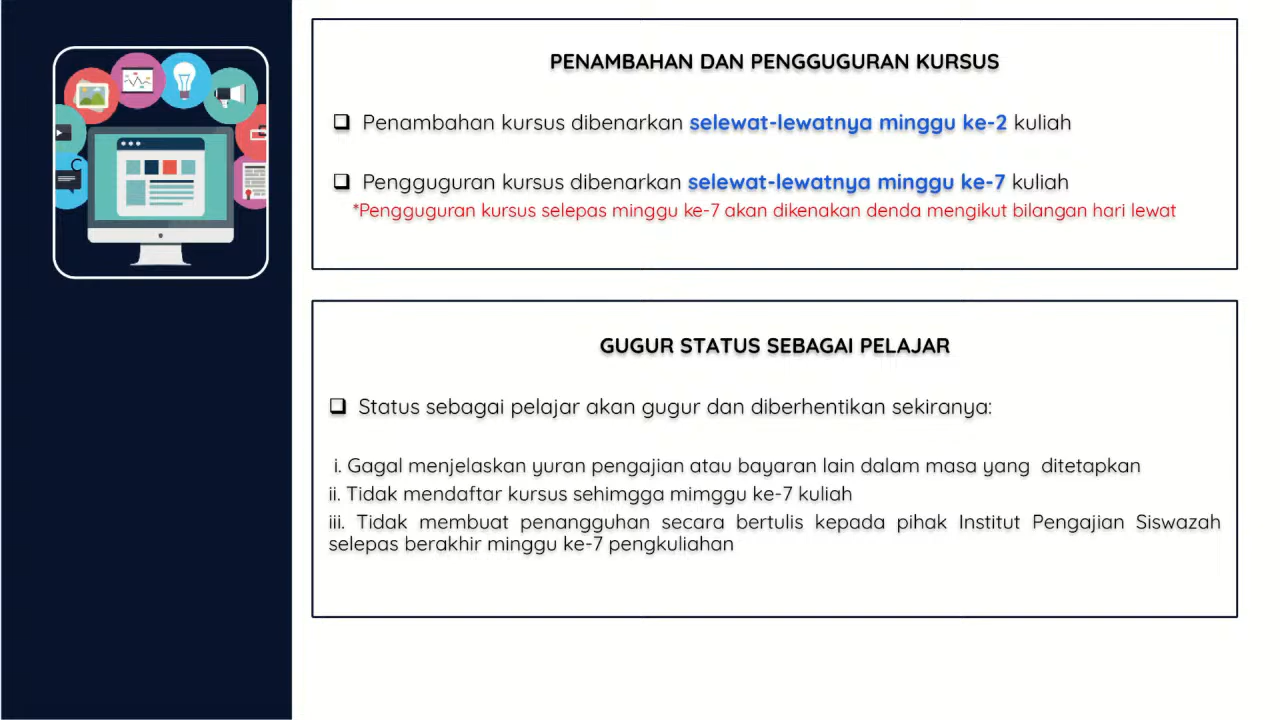 PENAMBAHAN DAN PENGGUGURAN KURSUS
❑ Penambahan kursus dibenarkan selewat-lewatnya minggu ke-2 kuliah
❑ Pengguguran kursus dibenarkan selewat-lewatnya minggu ke-7 kuliah
*Pengguguran kursus selepas minggu ke-7 akan dikenakan denda mengikut bilangan hari lewat
GUGUR STATUS SEBAGAI PELAJAR
❑ Status sebagai pelajar akan gugur dan diberhentikan sekiranya:
i. Gagal menjelaskan yuran pengajian atau bayaran lain dalam masa yang ditetapkan
ii. Tidak mendaftar kursus sehimgga mimggu ke-7 kuliah
iii. Tidak membuat penangguhan secara bertulis kepada pihak Institut Pengajian Siswazah
selepas berakhir minggu ke-7 pengkuliahan